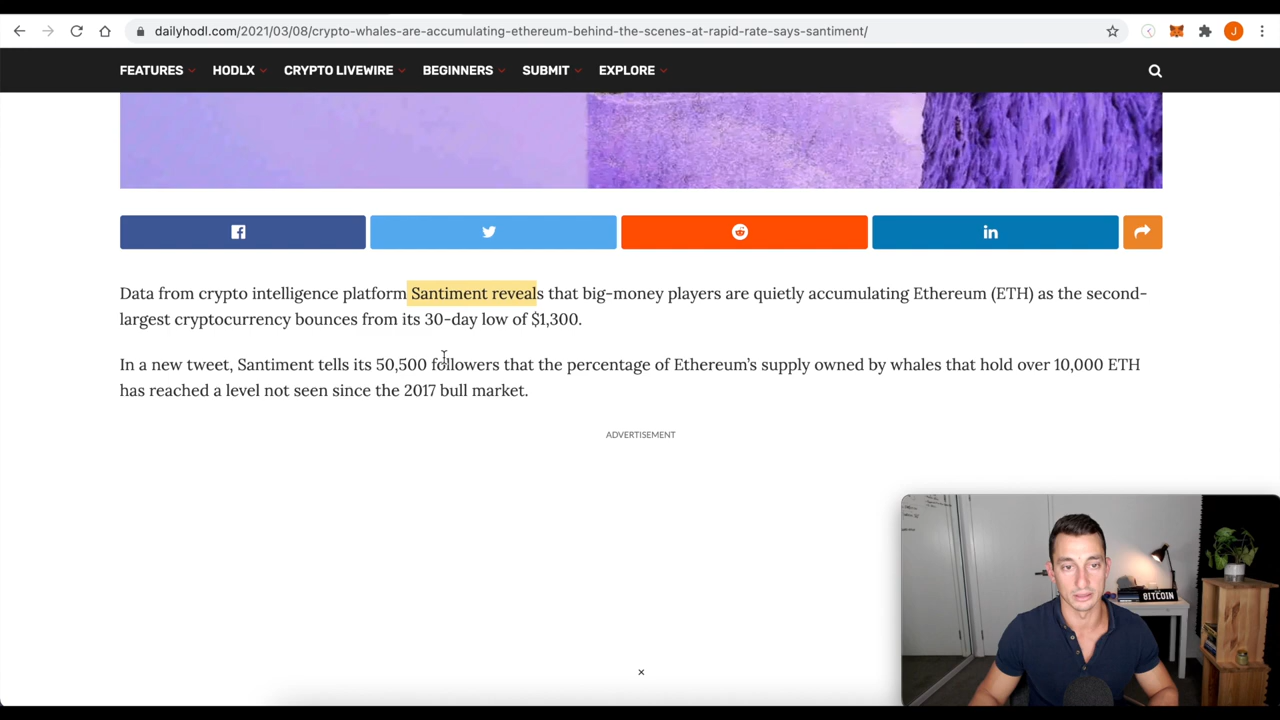 dailyhodl.com/2021/03/08/crypto-whales-are-accumulating-ethereum-behind-the-scenes-at-rapid-rate-says-santiment/
J
FEATURES HODLX CRYPTO LIVEWIRE BEGINNERS SUBMIT EXPLORE
Data from crypto intelligence platform Santiment reveals that big-money players are quietly accumulating Ethereum (ETH) as the second-
largest cryptocurrency bounces from its 30-day low of $1,300.
In a new tweet, Santiment tells its 50,500 followers that the percentage of Ethereum's supply owned by whales that hold over 10,000 ETH
has reached a level not seen since the 2017 bull market.
ADVERTISEMENT
BITCOIN